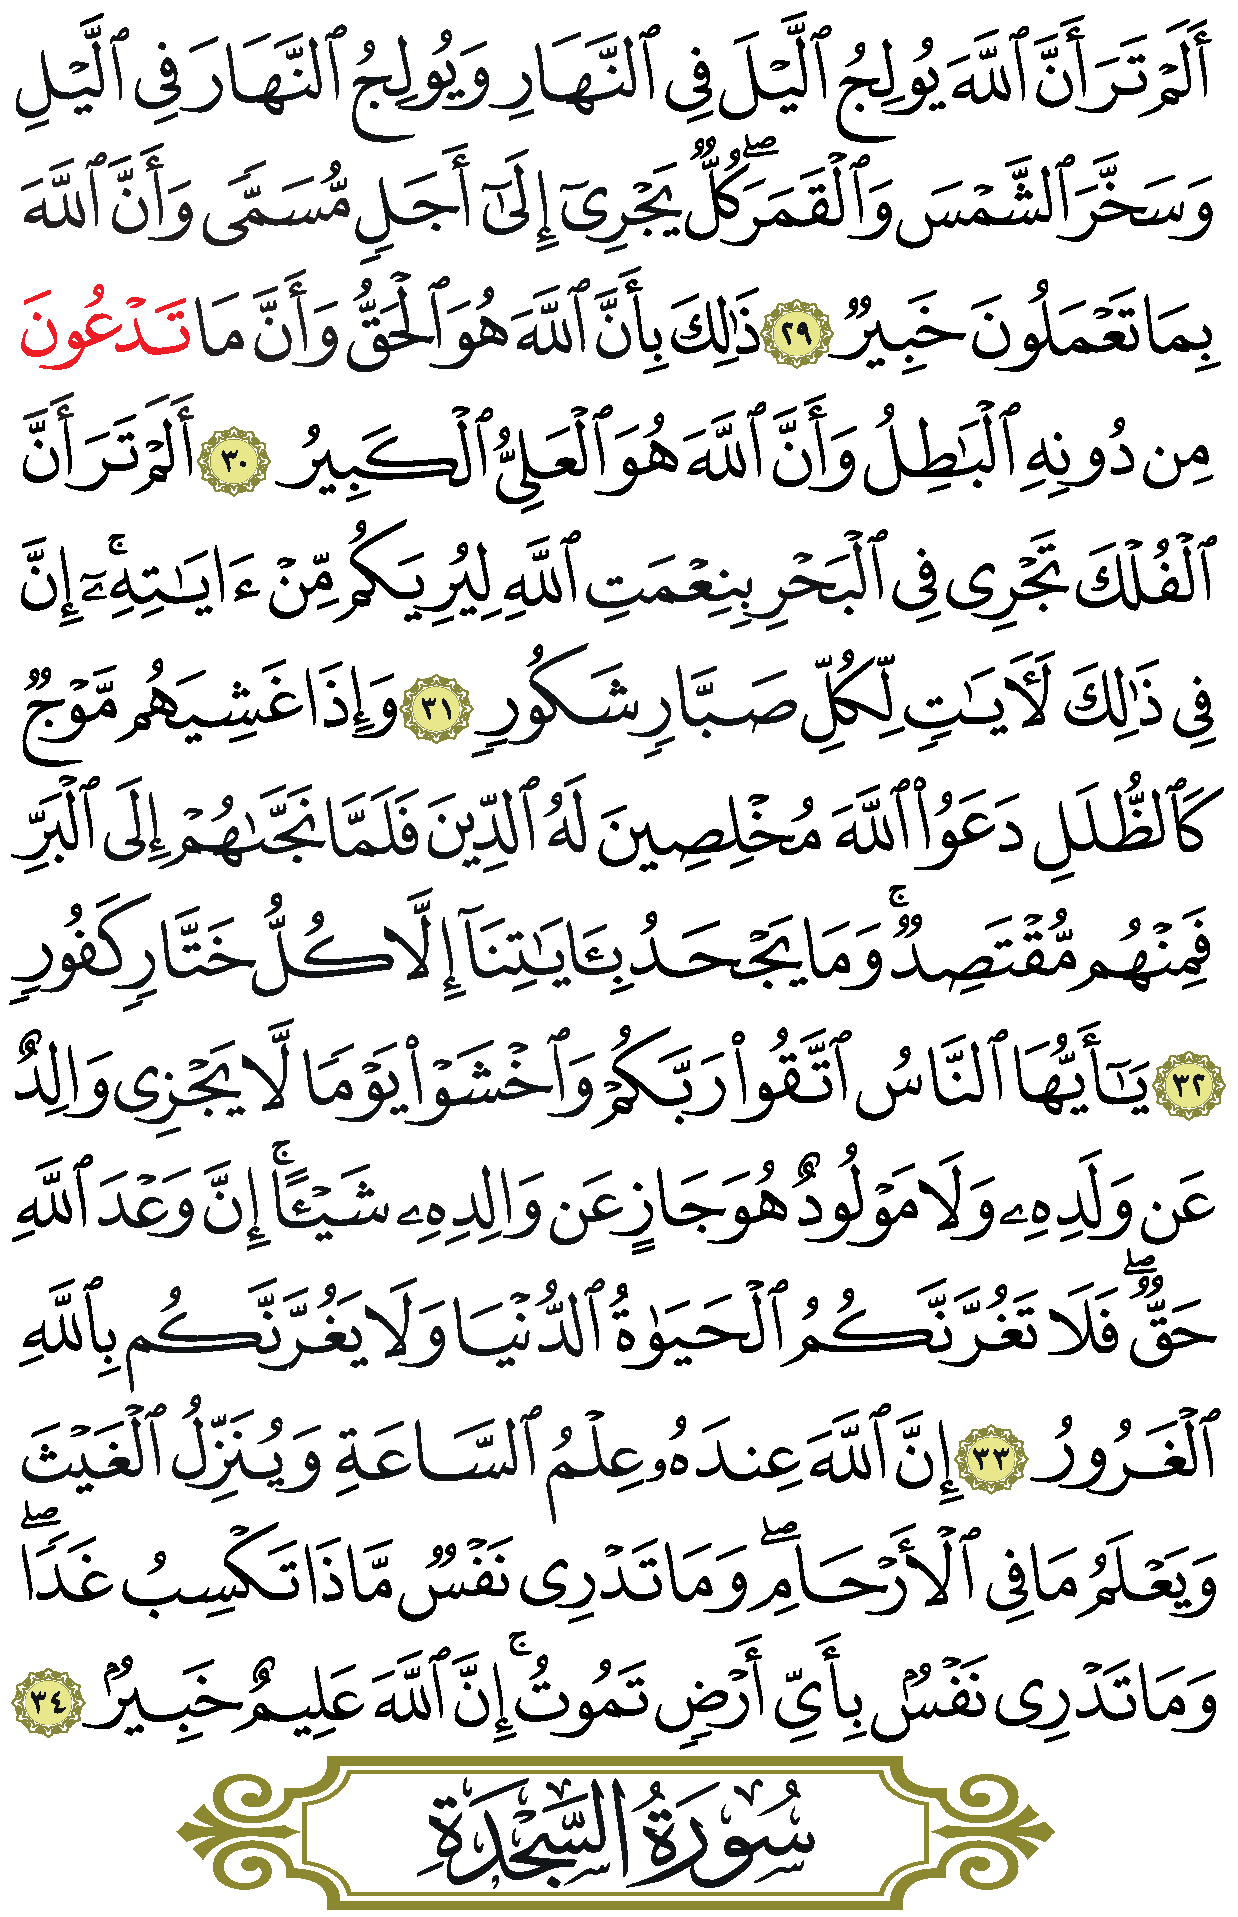 أَلَمْ تَرَ أَنَّ ٱللَّهَ يُولِجُ ٱلَّيْلَ فِى ٱلنَّهَارِ وَيُولِجُ ٱلنَّهَارَ فِى ٱلَّيْلِ
وَسَخَّرَ ٱلشَّمْسَ وَٱلْقَمَرَۖ كُلٌّ يَجْرِىٓ إِلَىٰٓ أَجَلٍ مُّسَمًّى وَأَنَّ ٱللَّهَ
بِمَا تَعْمَلُونَ خَبِيرٌ ٢٩ ذَٰلِكَ بِأَنَّ ٱللَّهَ هُوَ ٱلْحَقُّ وَأَنَّ مَا تَدْعُونَ
مِن دُونِهِ ٱلْبَٰطِلُ وَأَنَّ ٱللَّهَ هُوَ ٱلْعَلِىُّ ٱلْكَبِيرُ ٣٠ أَلَمْ تَرَ أَنَّ
ٱلْفُلْكَ تَجْرِى فِى ٱلْبَحْرِ بِنِعْمَتِ ٱللَّهِ لِيُرِيَكُم مِّنْ ءَايَٰتِهِۦٓۚ إِنَّ
فِى ذَٰلِكَ لَأٓيَٰتٍ لِّكُلِّ صَبَّارٍ شَكُورٍ ٣١ وَإِذَا غَشِيَهُم مَّوْجٌ
كَٱلظُّلَلِ دَعَوُا۟ ٱللَّهَ مُخْلِصِينَ لَهُ ٱلدِّينَ فَلَمَّا نَجَّىٰهُمْ إِلَى ٱلْبَرِّ
فَمِنْهُم مُّقْتَصِدٌۚ وَمَا يَجْحَدُ بِـَٔايَٰتِنَآ إِلَّا كُلُّ خَتَّارٍ كَفُورٍ
٣٢ يَٰٓأَيُّهَا ٱلنَّاسُ ٱتَّقُوا۟ رَبَّكُمْ وَٱخْشَوْا۟ يَوْمًا لَّا يَجْزِى وَالِدٌ
عَن وَلَدِهِۦ وَلَا مَوْلُودٌ هُوَ جَازٍ عَن وَالِدِهِۦ شَيْـًٔاۚ إِنَّ وَعْدَ ٱللَّهِ
حَقٌّۖ فَلَا تَغُرَّنَّكُمُ ٱلْحَيَوٰةُ ٱلدُّنْيَا وَلَا يَغُرَّنَّكُم بِٱللَّهِ
ٱلْغَرُورُ ٣٣ إِنَّ ٱللَّهَ عِندَهُۥ عِلْمُ ٱلسَّاعَةِ وَيُنَزِّلُ ٱلْغَيْثَ
وَيَعْلَمُ مَا فِى ٱلْأَرْحَامِۖ وَمَا تَدْرِى نَفْسٌ مَّاذَا تَكْسِبُ غَدًاۖ
وَمَا تَدْرِى نَفْسٌۢ بِأَىِّ أَرْضٍ تَمُوتُۚ إِنَّ ٱللَّهَ عَلِيمٌ خَبِيرٌۢ ٣٤
سُورَةُ السَّجْدَةِ